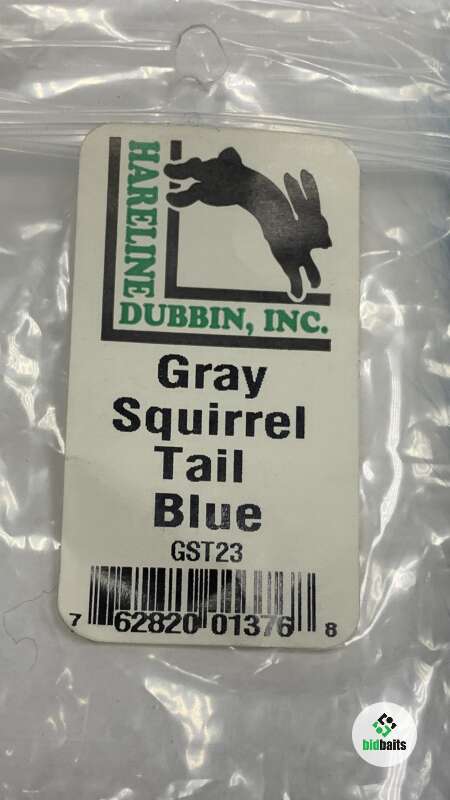 HARELINE
DUBBIN, INC.
Gray
Squirrel
Tail
Blue
GST23
7 62820 01376 8
bidbaits